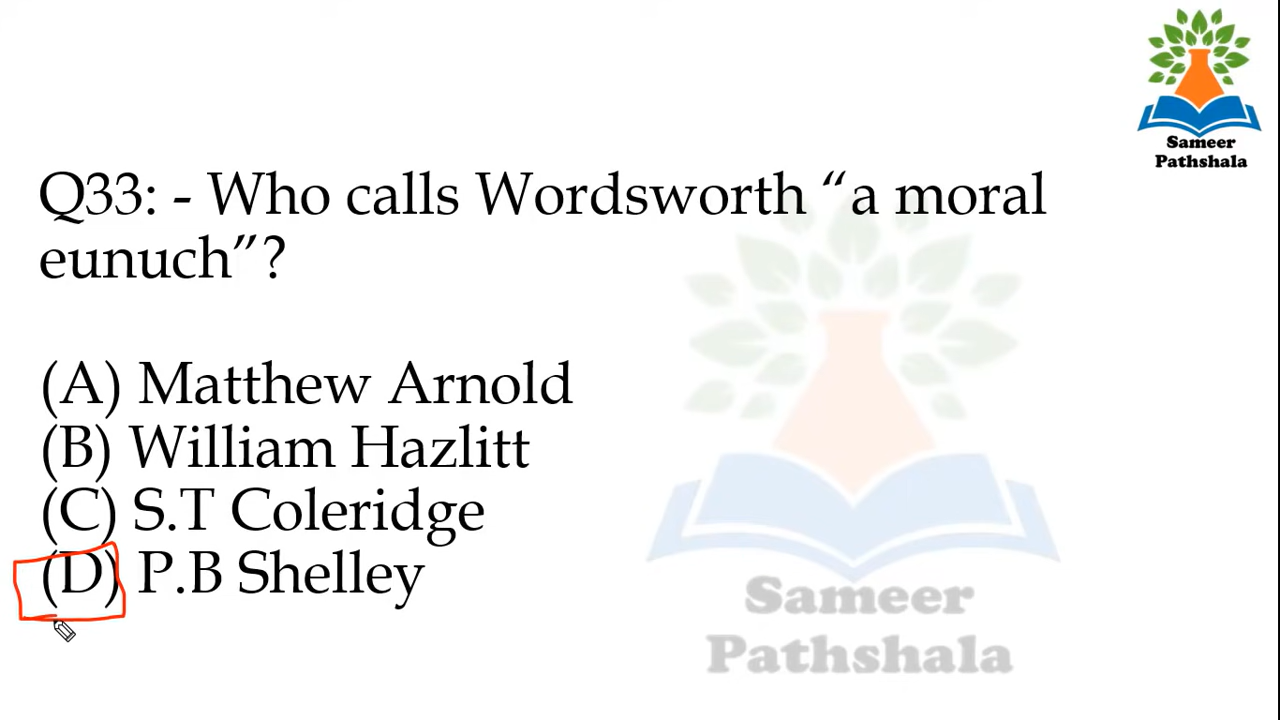 Sameer
Pathshala
Q33: - Who calls Wordsworth “a moral
eunuch”?
(A) Matthew Arnold
(B) William Hazlitt
(C) S.T Coleridge
(D) P.B Shelley
Sameer
Pathshala